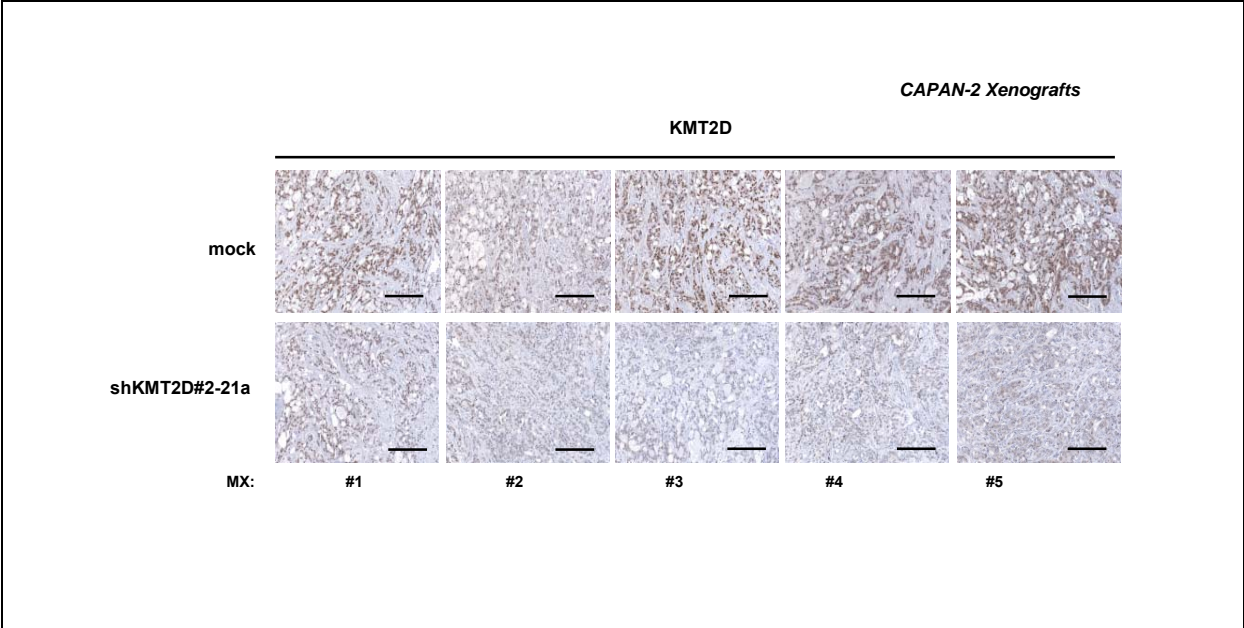 CAPAN-2 Xenografts
KMT2D
mock
shKMT2D#2-21a
MX: #1 #2 #3 #4 #5